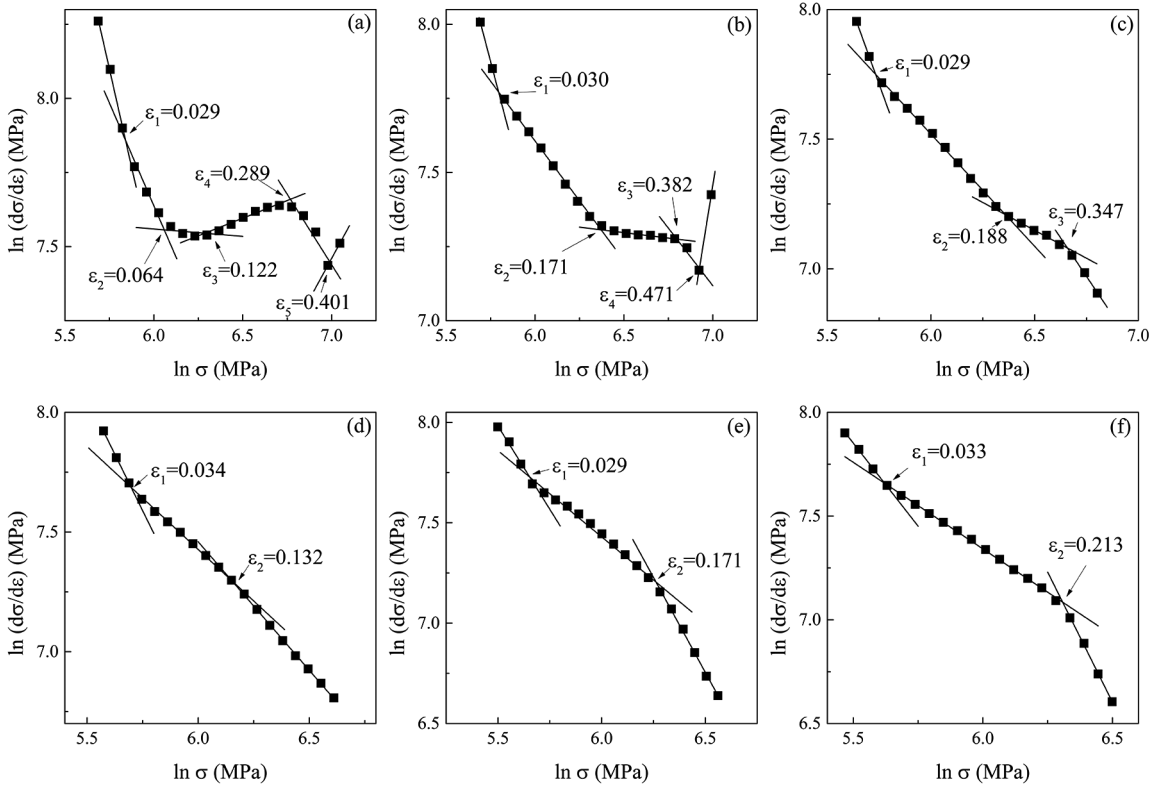 (a)
8.0
7.5
5.5 6.0 6.5 7.0
ln (dσ/dε) (MPa)
ln σ (MPa)
ε₁=0.029
ε₂=0.064
ε₃=0.122
ε₄=0.289
ε₅=0.401
(b)
8.0
7.5
7.0
5.5 6.0 6.5 7.0
ln (dσ/dε) (MPa)
ln σ (MPa)
ε₁=0.030
ε₂=0.171
ε₃=0.382
ε₄=0.471
(c)
8.0
7.5
7.0
5.5 6.0 6.5 7.0
ln (dσ/dε) (MPa)
ln σ (MPa)
ε₁=0.029
ε₂=0.188
ε₃=0.347
(d)
8.0
7.5
7.0
5.5 6.0 6.5
ln (dσ/dε) (MPa)
ln σ (MPa)
ε₁=0.034
ε₂=0.132
(e)
8.0
7.5
7.0
6.5
5.5 6.0 6.5
ln (dσ/dε) (MPa)
ln σ (MPa)
ε₁=0.029
ε₂=0.171
(f)
8.0
7.5
7.0
6.5
5.5 6.0 6.5
ln (dσ/dε) (MPa)
ln σ (MPa)
ε₁=0.033
ε₂=0.213